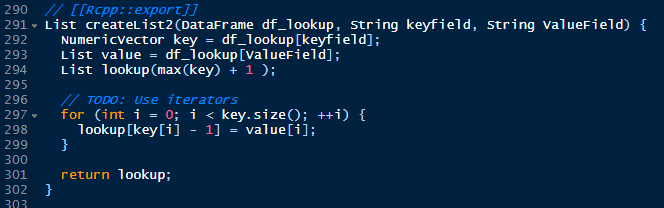 290 // [[Rcpp::export]]
291 List createList2(DataFrame df_lookup, String keyfield, String ValueField) {
292   NumericVector key = df_lookup[keyfield];
293   List value = df_lookup[ValueField];
294   List lookup(max(key) + 1 );
295
296   // TODO: Use iterators
297   for (int i = 0; i < key.size(); ++i) {
298     lookup[key[i] - 1] = value[i];
299   }
300
301   return lookup;
302 }
303